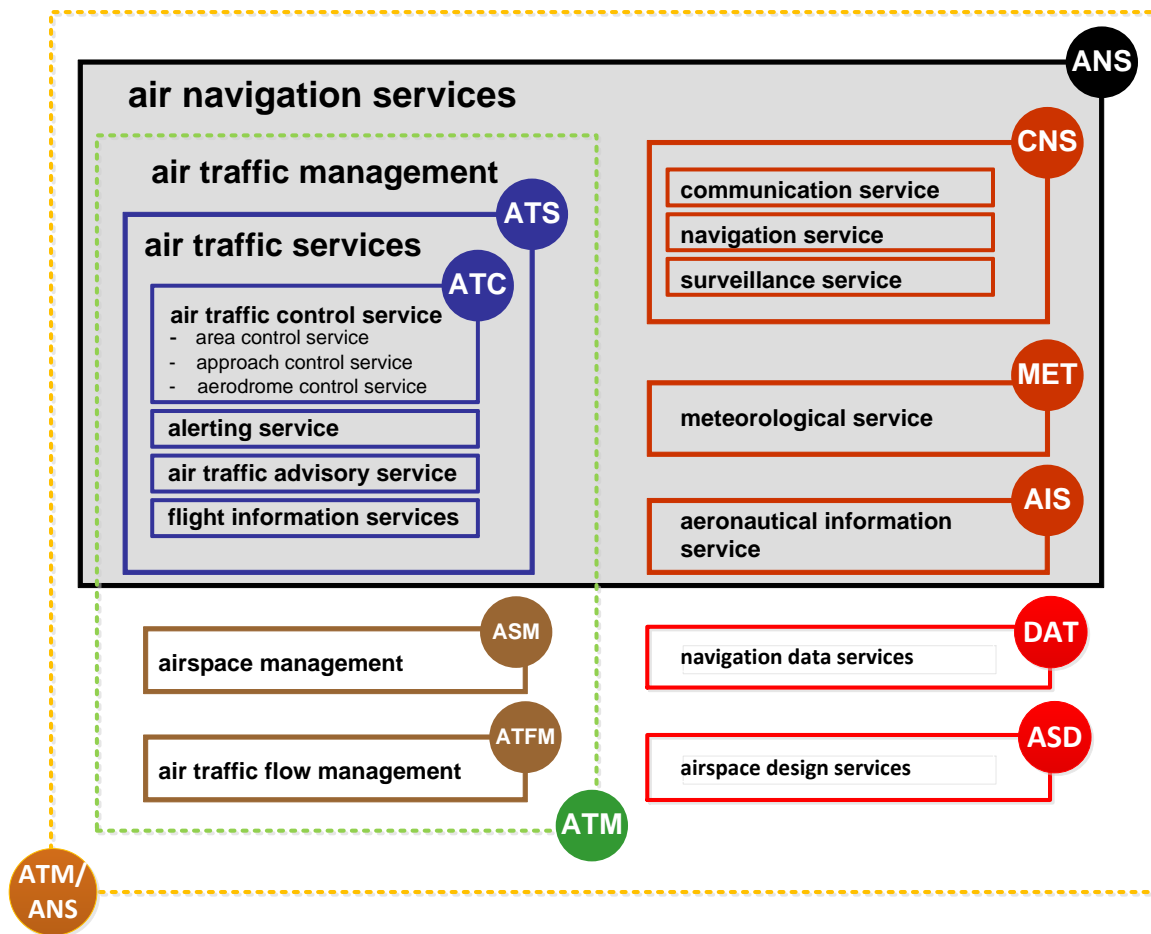 ANS
air navigation services
air traffic management
ATS
air traffic services
ATC
air traffic control service
- area control service
- approach control service
- aerodrome control service
alerting service
air traffic advisory service
flight information services
CNS
communication service
navigation service
surveillance service
MET
meteorological service
AIS
aeronautical information
service
ASM
airspace management
ATFM
air traffic flow management
ATM
DAT
navigation data services
ASD
airspace design services
ATM/
ANS